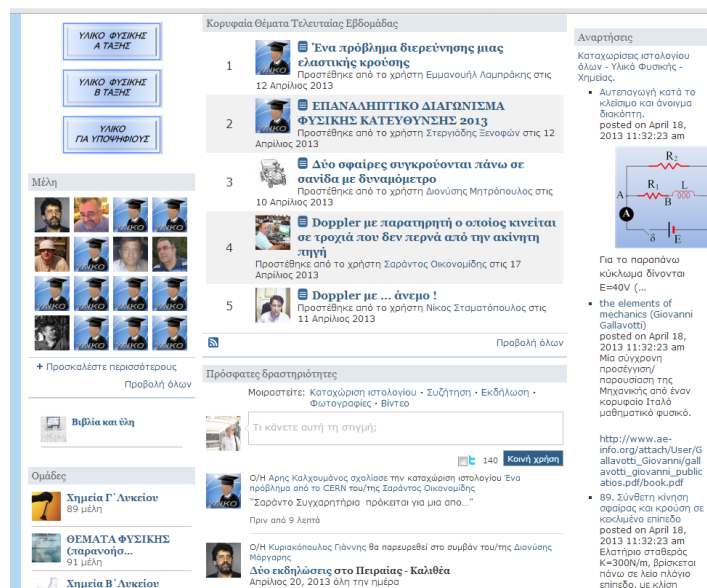 ΥΛΙΚΟ ΦΥΣΙΚΗΣ
Α ΤΑΞΗΣ
ΥΛΙΚΟ ΦΥΣΙΚΗΣ
Β ΤΑΞΗΣ
ΥΛΙΚΟ
ΓΙΑ ΥΠΟΨΗΦΙΟΥΣ
Μέλη
+ Προσκαλέστε περισσότερους
Προβολή όλων
Βιβλία και ύλη
Ομάδες
Χημεία Γ΄Λυκείου
89 μέλη
ΘΕΜΑΤΑ ΦΥΣΙΚΗΣ
(παρανοήσ...
91 μέλη
Χημεία Β΄Λυκείου
Κορυφαία Θέματα Τελευταίας Εβδομάδας
1
Ένα πρόβλημα διερεύνησης μιας
ελαστικής κρούσης
Προστέθηκε από το χρήστη Εμμανουήλ Λαμπράκης στις
12 Απρίλιος 2013
2
ΕΠΑΝΑΛΗΠΤΙΚΟ ΔΙΑΓΩΝΙΣΜΑ
ΦΥΣΙΚΗΣ ΚΑΤΕΥΘΥΝΣΗΣ 2013
Προστέθηκε από το χρήστη Στεργιάδης Ξενοφών στις 12
Απρίλιος 2013
3
Δύο σφαίρες συγκρούονται πάνω σε
σανίδα με δυναμόμετρο
Προστέθηκε από το χρήστη Διονύσης Μητρόπουλος στις
10 Απρίλιος 2013
4
Doppler με παρατηρητή ο οποίος κινείται
σε τροχιά που δεν περνά από την ακίνητη
πηγή
Προστέθηκε από το χρήστη Σαράντος Οικονομίδης στις 17
Απρίλιος 2013
5
Doppler με ... άνεμο !
Προστέθηκε από το χρήστη Νίκος Σταματόπουλος στις
11 Απρίλιος 2013
Προβολή όλων
Πρόσφατες δραστηριότητες
Μοιραστείτε: Καταχώριση ιστολογίου • Συζήτηση • Εκδήλωση •
Φωτογραφίες • Βίντεο
Τι κάνετε αυτή τη στιγμή;
140 Κοινή χρήση
Ο/Η Αρης Καλχουμάνος σχολίασε την καταχώριση ιστολογίου Ένα
πρόβλημα από το CERN του/της Σαράντος Οικονομίδης
"Σαράντο Συγχαρητήρια πρόκειται για μια απο…"
Πριν από 9 λεπτά
Ο/Η Κυριακόπουλος Γιάννης θα παρευρεθεί στο συμβάν του/της Διονύσης
Μάργαρης
Δύο εκδηλώσεις στο Πειραίας - Καλιθέα
Απρίλιος 20, 2013 όλη την ημέρα
Αναρτήσεις
Καταχωρίσεις ιστολογίου
όλων - Υλικό Φυσικής -
Χημείας.
Αυτεπαγωγή κατά το
κλείσιμο και άνοιγμα
διακόπτη.
posted on April 18,
2013 11:32:23 am
R2
R1 L
A B
A
δ E
Για το παραπάνω
κύκλωμα δίνονται
E=40V (...
the elements of
mechanics (Giovanni
Gallavotti)
posted on April 18,
2013 11:32:23 am
Μία σύγχρονη
προσέγγιση/
παρουσίαση της
Μηχανικής από έναν
κορυφαίο Ιταλό
μαθηματικό φυσικό.
http://www.ae-
info.org/attach/User/G
allavotti_Giovanni/gall
avotti_giovanni_public
atios.pdf/book.pdf
89. Σύνθετη κίνηση
σφαίρας και κρούση σε
κεκλιμένο επίπεδο
posted on April 18,
2013 11:32:23 am
Ελατήριο σταθεράς
Κ=300N/m, βρίσκεται
πάνω σε λείο πλάγιο
επίπεδο, με κλίση